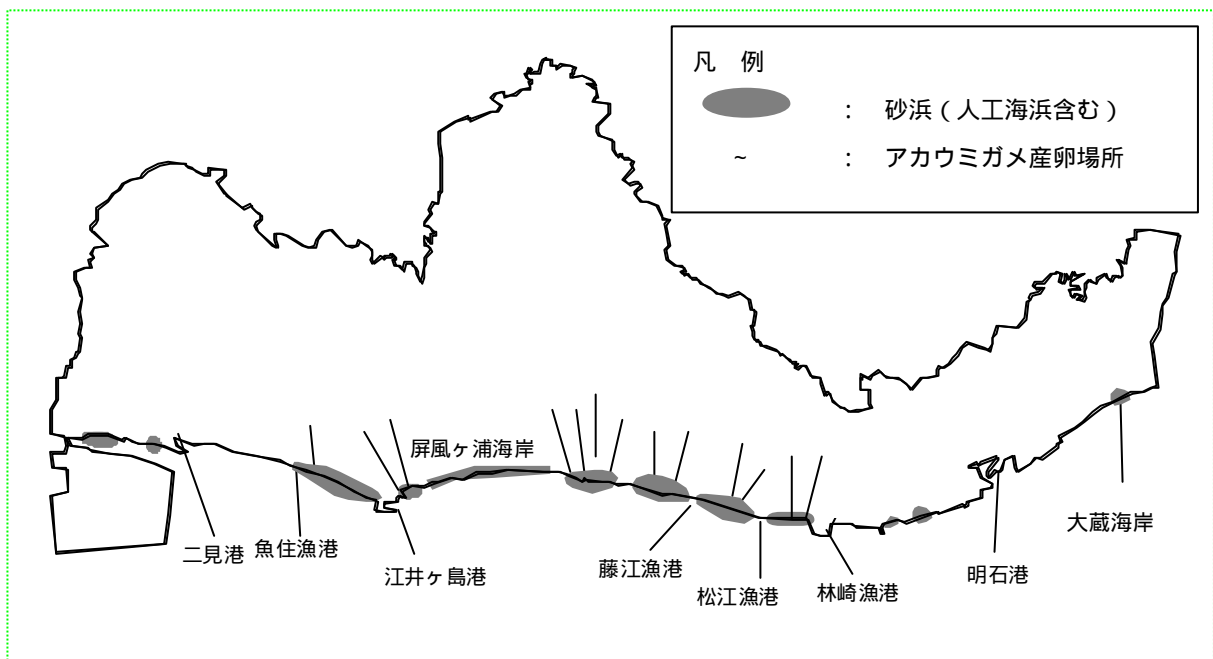 凡 例
： 砂浜（人工海浜含む）
~ ： アカウミガメ産卵場所
屏風ヶ浦海岸
二見港
魚住漁港
江井ヶ島港
藤江漁港
松江漁港
林崎漁港
明石港
大蔵海岸